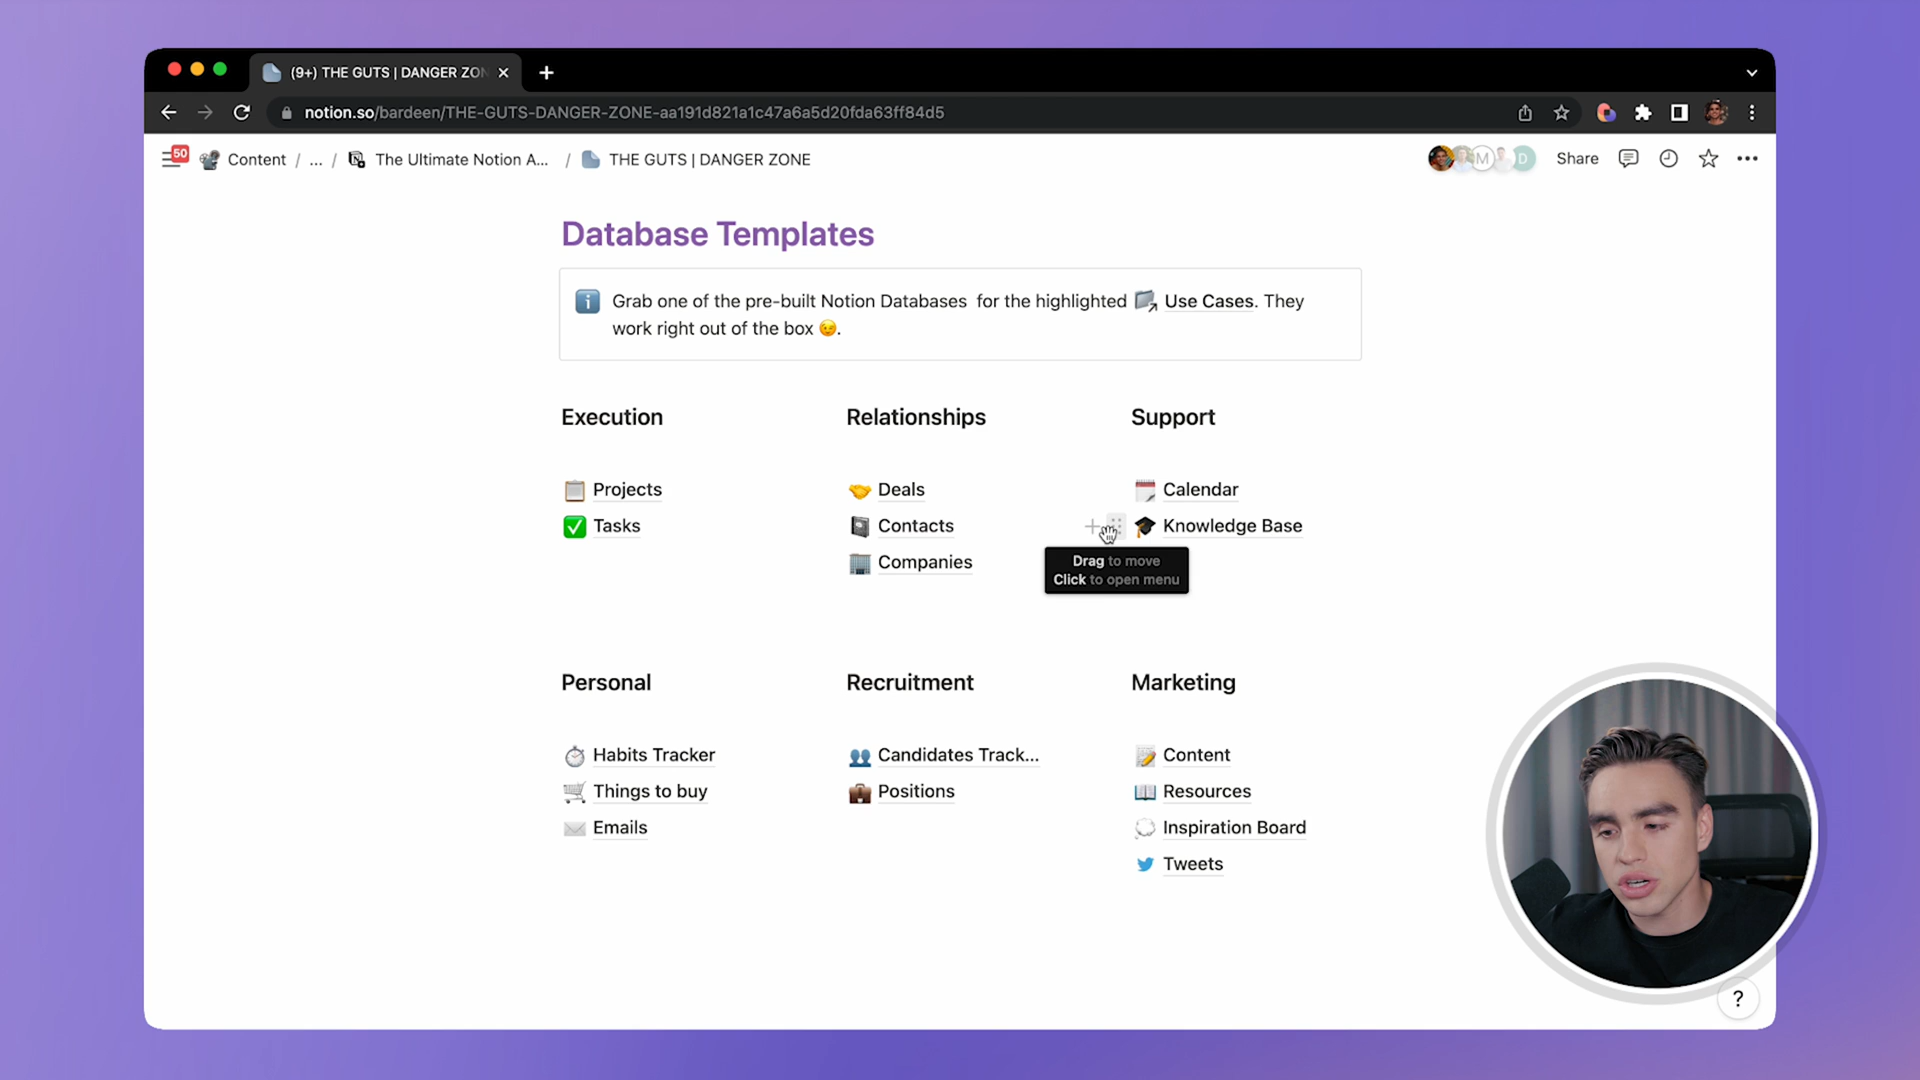 (9+) THE GUTS | DANGER ZON
notion.so/bardeen/THE-GUTS-DANGER-ZONE-aa191d821a1c47a6a5d20fda63ff84d5
50
Content / ... / The Ultimate Notion A... / THE GUTS | DANGER ZONE
M
D
Share
Database Templates
Grab one of the pre-built Notion Databases for the highlighted Use Cases. They
work right out of the box 😉.
Execution
Projects
Tasks
Relationships
Deals
Contacts
Companies
Support
Calendar
Knowledge Base
Drag to move
Click to open menu
Personal
Habits Tracker
Things to buy
Emails
Recruitment
Candidates Track...
Positions
Marketing
Content
Resources
Inspiration Board
Tweets
?